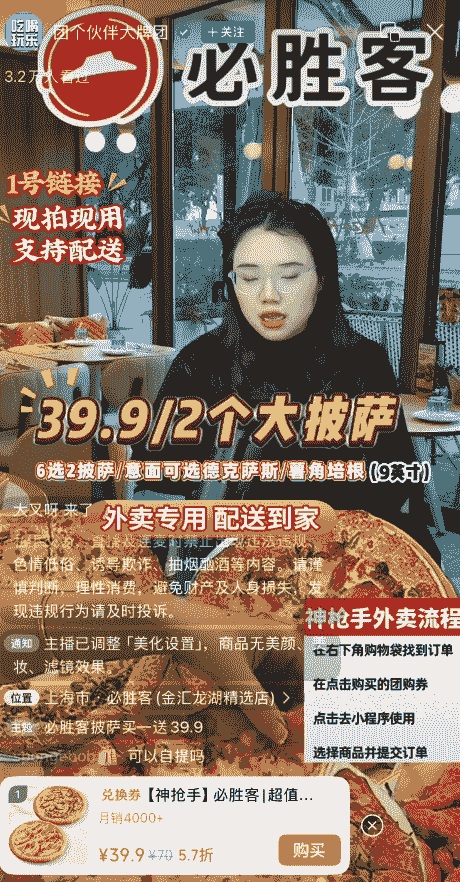 吃喝玩乐
团个伙伴大牌团
+关注
3.2万人看过
必胜客
1号链接
现拍现用
支持配送
39.9/2个大披萨
6选2披萨/意面可选德克萨斯/薯角培根(9英寸)
大又呀 来了
外卖专用 配送到家
色情低俗、诱导欺诈、抽烟酗酒等内容。请谨
慎判断,理性消费,避免财产及人身损失,发
现违规行为请及时投诉。
神枪手外卖流程
通知 主播已调整「美化设置」,商品无美颜、美
妆、滤镜效果。
在右下角购物袋找到订单
在点击购买的团购券
点击去小程序使用
选择商品并提交订单
位置 上海市·必胜客(金汇龙湖精选店)>
主播 必胜客披萨买一送39.9
可以自提吗
1
兑换券【神抢手】必胜客|超值...
月销4000+
¥39.9 ¥70 5.7折
购买